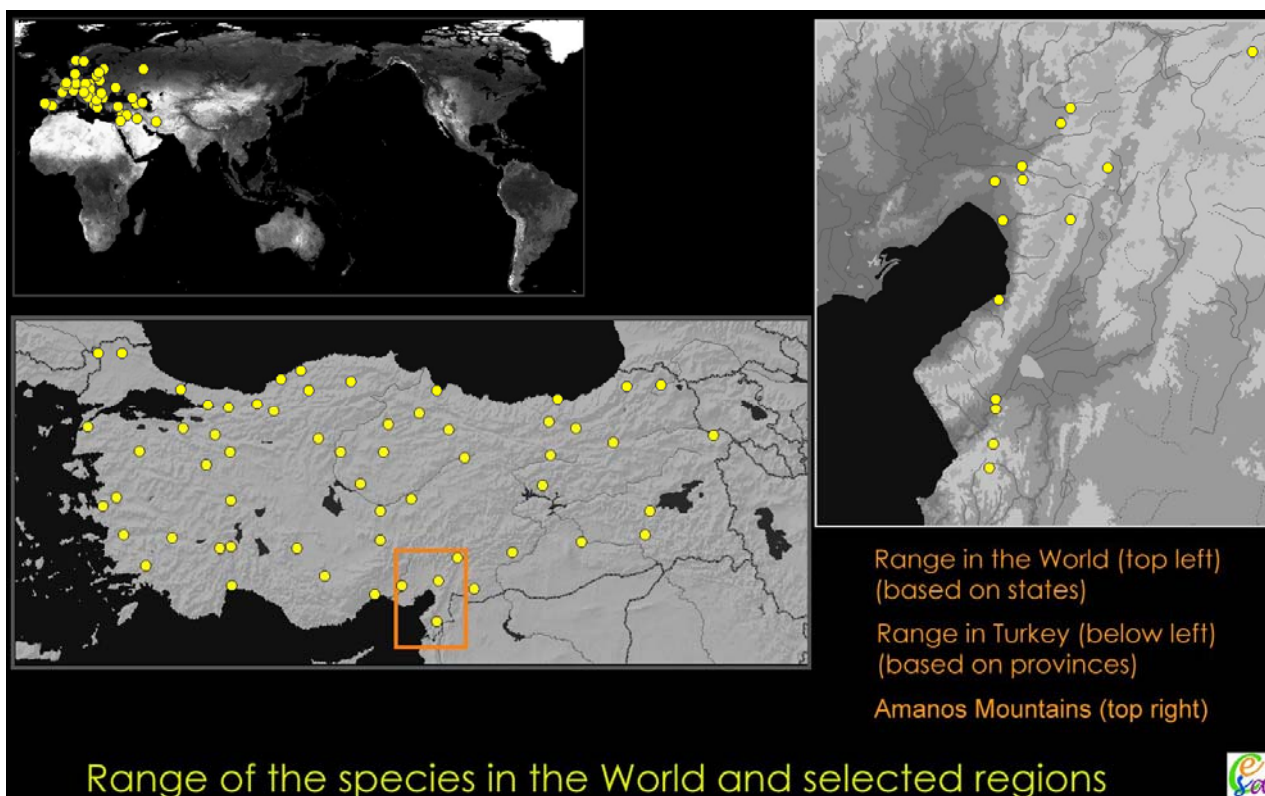 Range in the World (top left)
(based on states)
Range in Turkey (below left)
(based on provinces)
Amanos Mountains (top right)
Range of the species in the World and selected regions